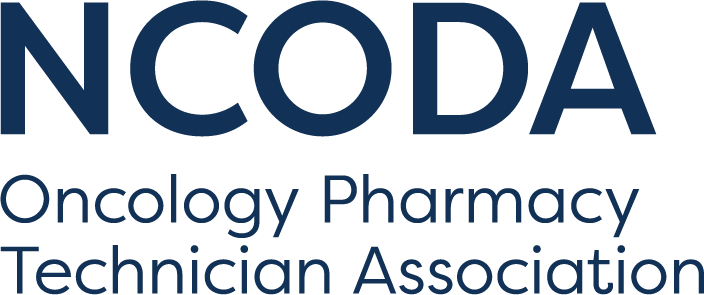 NCODA
Oncology Pharmacy
Technician Association